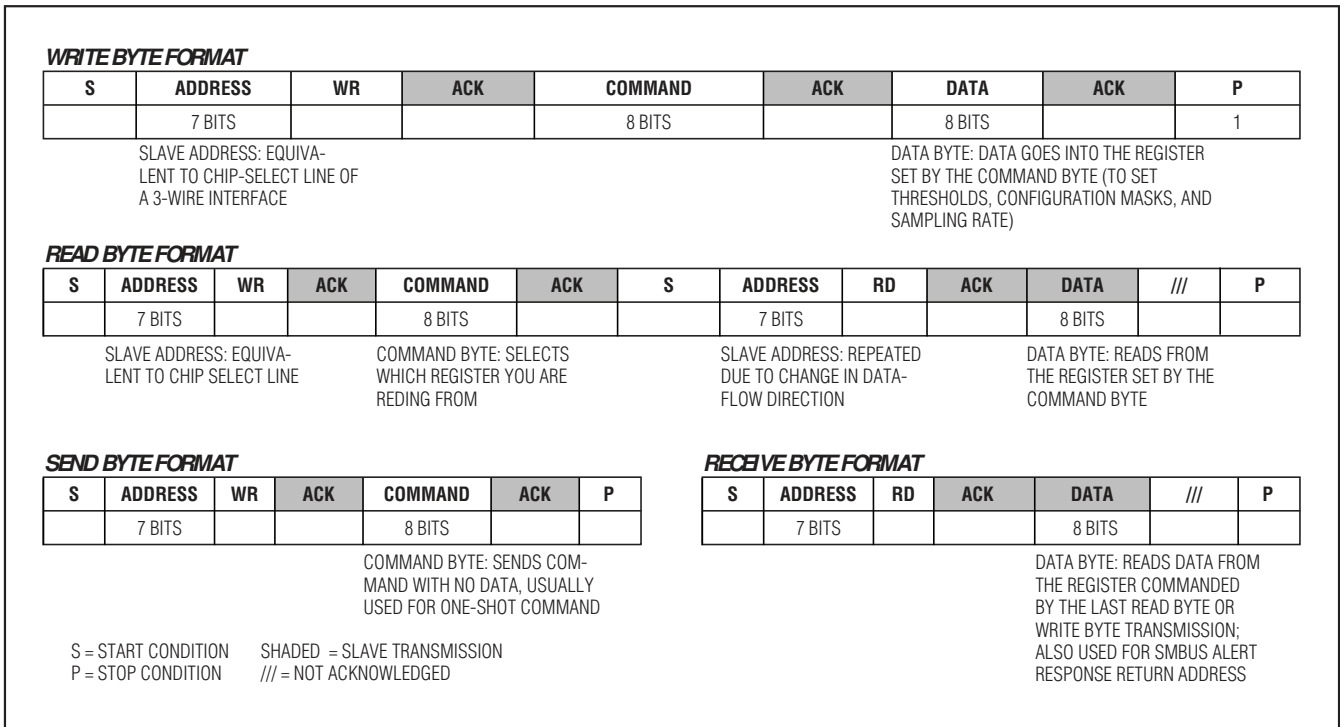 WRITE BYTE FORMAT
S ADDRESS WR ACK COMMAND ACK DATA ACK P
7 BITS 8 BITS 8 BITS 1
SLAVE ADDRESS: EQUIVA-
LENT TO CHIP-SELECT LINE OF
A 3-WIRE INTERFACE
DATA BYTE: DATA GOES INTO THE REGISTER
SET BY THE COMMAND BYTE (TO SET
THRESHOLDS, CONFIGURATION MASKS, AND
SAMPLING RATE)
READ BYTE FORMAT
S ADDRESS WR ACK COMMAND ACK S ADDRESS RD ACK DATA /// P
7 BITS 8 BITS 7 BITS 8 BITS
SLAVE ADDRESS: EQUIVA-
LENT TO CHIP SELECT LINE
COMMAND BYTE: SELECTS
WHICH REGISTER YOU ARE
REDING FROM
SLAVE ADDRESS: REPEATED
DUE TO CHANGE IN DATA-
FLOW DIRECTION
DATA BYTE: READS FROM
THE REGISTER SET BY THE
COMMAND BYTE
SEND BYTE FORMAT
S ADDRESS WR ACK COMMAND ACK P
7 BITS 8 BITS
COMMAND BYTE: SENDS COM-
MAND WITH NO DATA, USUALLY
USED FOR ONE-SHOT COMMAND
RECEIVE BYTE FORMAT
S ADDRESS RD ACK DATA /// P
7 BITS 8 BITS
DATA BYTE: READS DATA FROM
THE REGISTER COMMANDED
BY THE LAST READ BYTE OR
WRITE BYTE TRANSMISSION;
ALSO USED FOR SMBUS ALERT
RESPONSE RETURN ADDRESS
S = START CONDITION SHADED = SLAVE TRANSMISSION
P = STOP CONDITION /// = NOT ACKNOWLEDGED